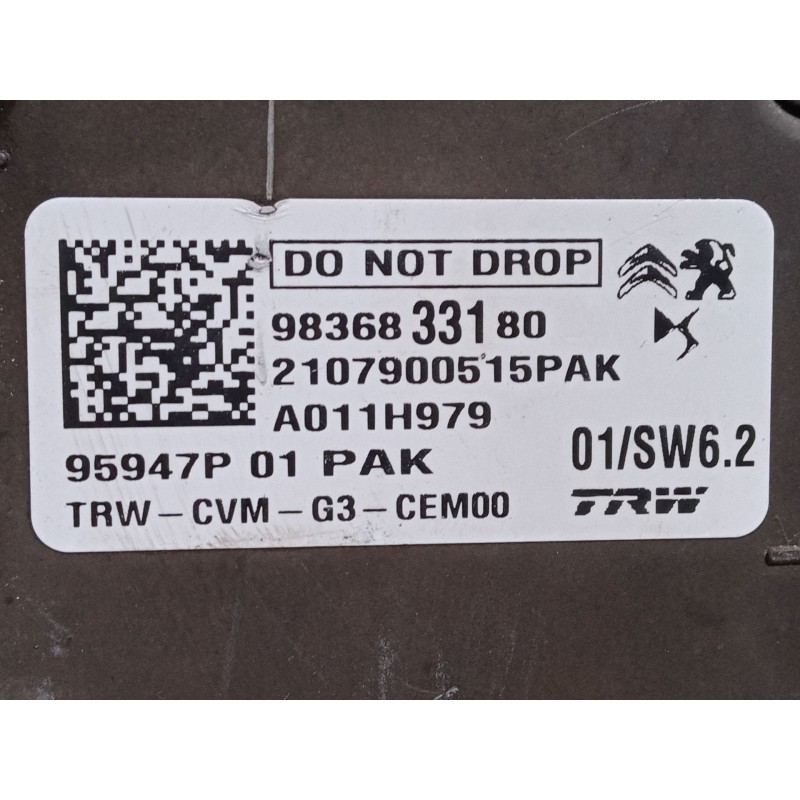 DO NOT DROP
98368 331 80
2107900515PAK
A011H979
95947P 01 PAK
01/SW6.2
TRW-CVM-G3-CEM00
TRW